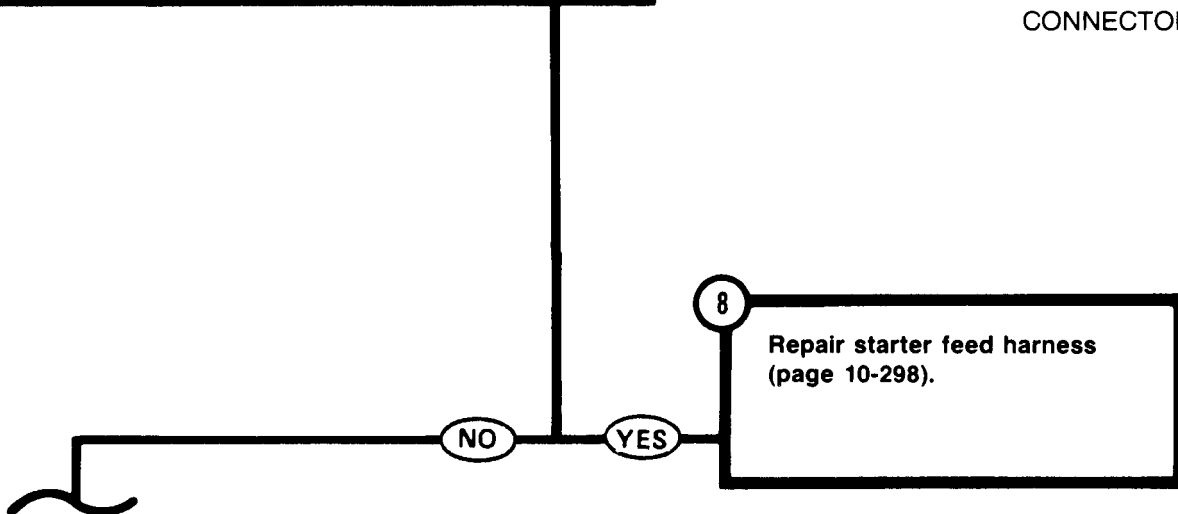 8
Repair starter feed harness
(page 10-298).
NO
YES